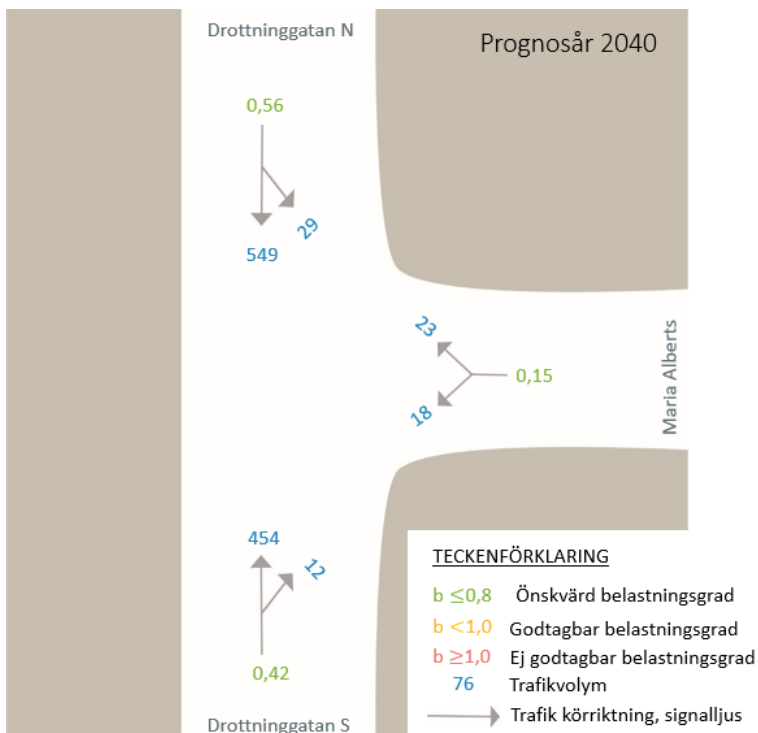 Drottninggatan N
Prognosår 2040
0,56
29
549
23
0,15
18
Maria Alberts
454
12
0,42
Drottninggatan S
TECKENFÖRKLARING
b ≤0,8 Önskvärd belastningsgrad
b <1,0 Godtagbar belastningsgrad
b ≥1,0 Ej godtagbar belastningsgrad
76 Trafikvolym
Trafik körriktning, signalljus